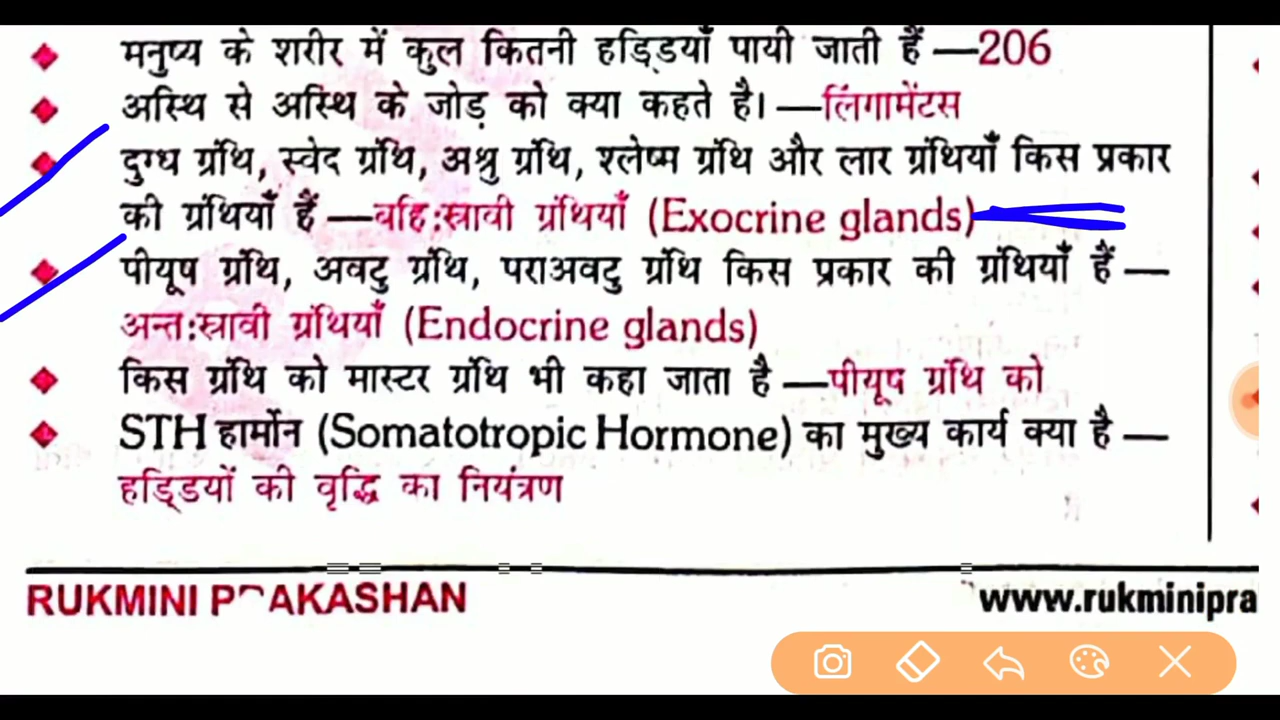 मनुष्य के शरीर में कुल कितनी हड्डियाँ पायी जाती हैं —206
अस्थि से अस्थि के जोड़ को क्या कहते है। —लिंगामेंटस
दुग्ध ग्रंथि, स्वेद ग्रंथि, अश्रु ग्रंथि, श्लेष्म ग्रंथि और लार ग्रंथियाँ किस प्रकार
की ग्रंथियाँ हैं —बहि:स्रावी ग्रंथियाँ (Exocrine glands)
पीयूष ग्रंथि, अवटु ग्रंथि, पराअवटु ग्रंथि किस प्रकार की ग्रंथियाँ हैं —
अन्त:स्रावी ग्रंथियाँ (Endocrine glands)
किस ग्रंथि को मास्टर ग्रंथि भी कहा जाता है —पीयूष ग्रंथि को
STH हार्मोन (Somatotropic Hormone) का मुख्य कार्य क्या है —
हड्डियों की वृद्धि का नियंत्रण
RUKMINI PRAKASHAN
www.rukminipra